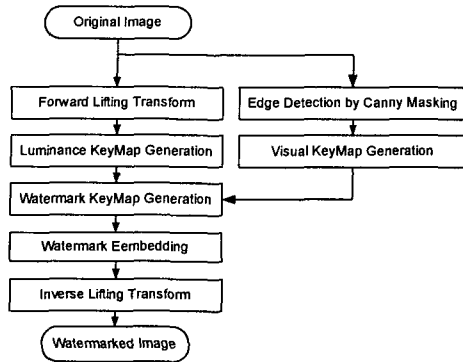 Original Image
Forward Lifting Transform
Edge Detection by Canny Masking
Luminance KeyMap Generation
Visual KeyMap Generation
Watermark KeyMap Generation
Watermark Eembedding
Inverse Lifting Transform
Watermarked Image